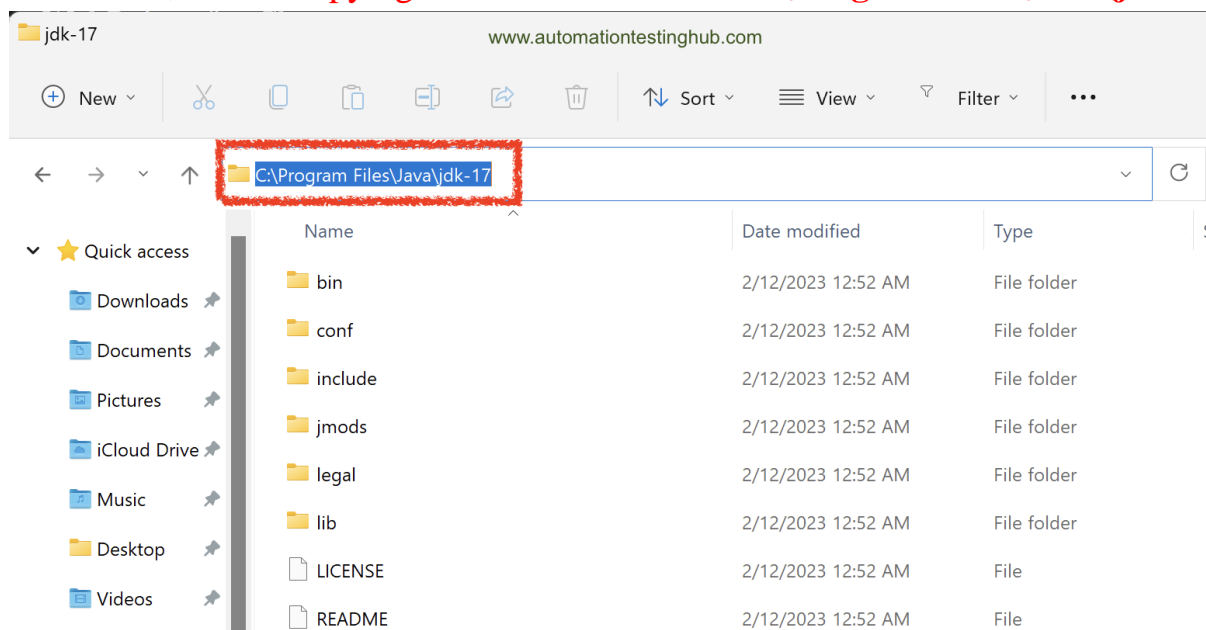 jdk-17
www.automationtestinghub.com
New
Sort
View
Filter
C:\Program Files\Java\jdk-17
Name Date modified Type
Quick access
Downloads
Documents
Pictures
iCloud Drive
Music
Desktop
Videos
bin 2/12/2023 12:52 AM File folder
conf 2/12/2023 12:52 AM File folder
include 2/12/2023 12:52 AM File folder
jmods 2/12/2023 12:52 AM File folder
legal 2/12/2023 12:52 AM File folder
lib 2/12/2023 12:52 AM File folder
LICENSE 2/12/2023 12:52 AM File
README 2/12/2023 12:52 AM File